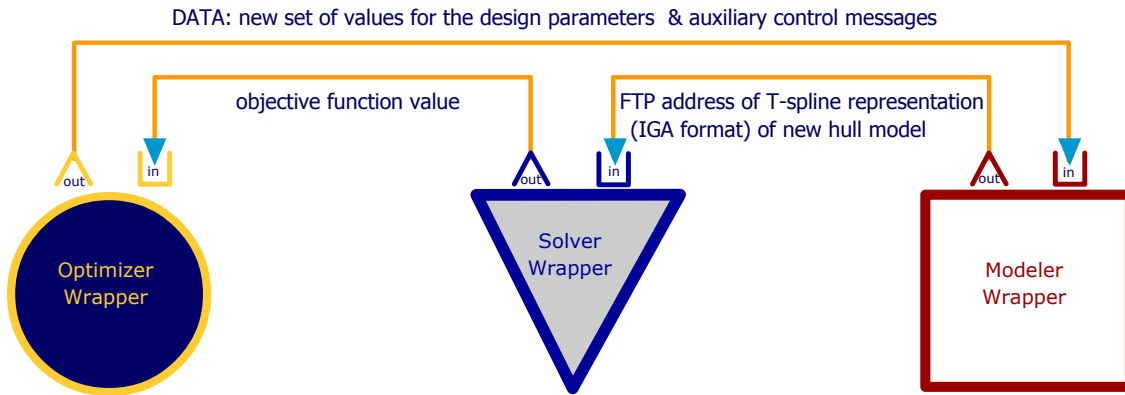 DATA: new set of values for the design parameters & auxiliary control messages
objective function value
FTP address of T-spline representation
(IGA format) of new hull model
out
in
out
in
out
in
Optimizer
Wrapper
Solver
Wrapper
Modeler
Wrapper